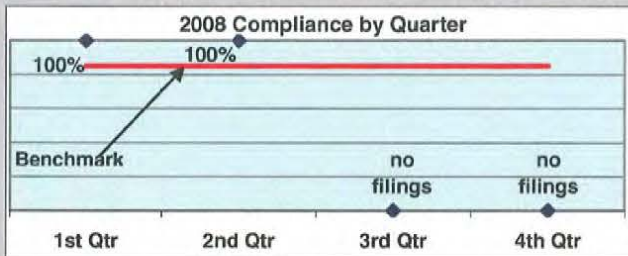 2008 Compliance by Quarter
100%
100%
Benchmark
no filings
no filings
1st Qtr
2nd Qtr
3rd Qtr
4th Qtr